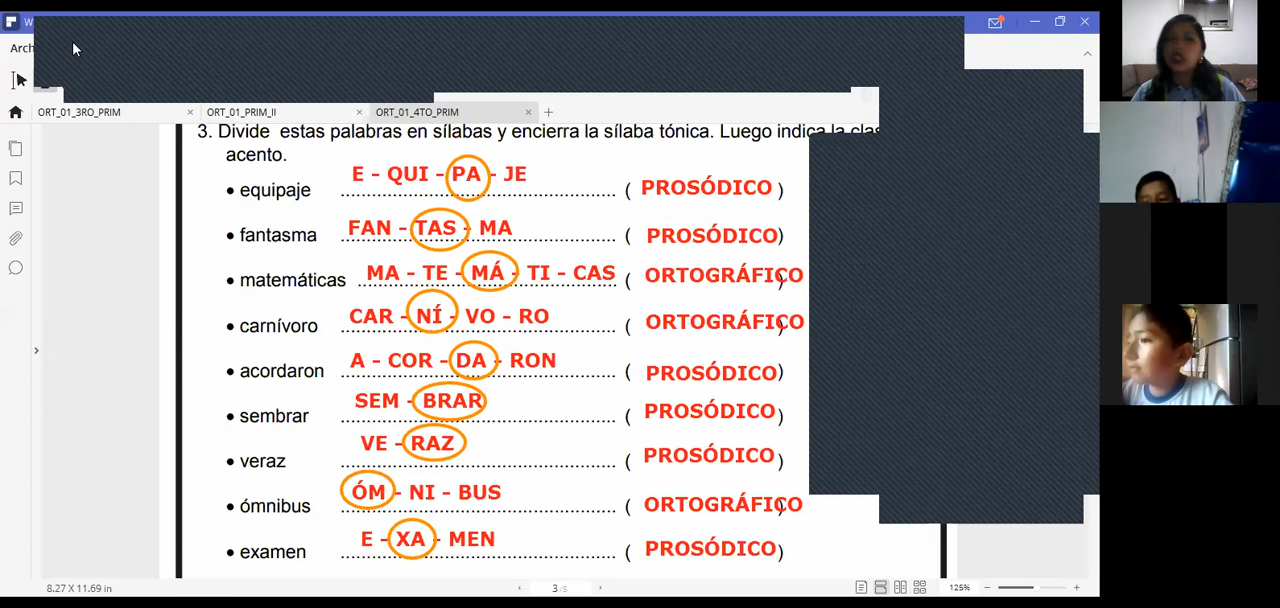 W
Arch
ORT_01_3RO_PRIM ORT_01_PRIM_II ORT_01_4TO_PRIM
3. Divide estas palabras en sílabas y encierra la sílaba tónica. Luego indica la
acento.
E - QUI - PA - JE
• equipaje ( PROSÓDICO )
FAN - TAS - MA
• fantasma ( PROSÓDICO )
MA - TE - MÁ - TI - CAS
• matemáticas ( ORTOGRÁFICO )
CAR - NÍ - VO - RO
• carnívoro ( ORTOGRÁFICO )
A - COR - DA - RON
• acordaron ( PROSÓDICO )
SEM - BRAR
• sembrar ( PROSÓDICO )
VE - RAZ
• veraz ( PROSÓDICO )
ÓM - NI - BUS
• ómnibus ( ORTOGRÁFICO )
E - XA - MEN
• examen ( PROSÓDICO )
8.27 x 11.69 in 3/5 125%